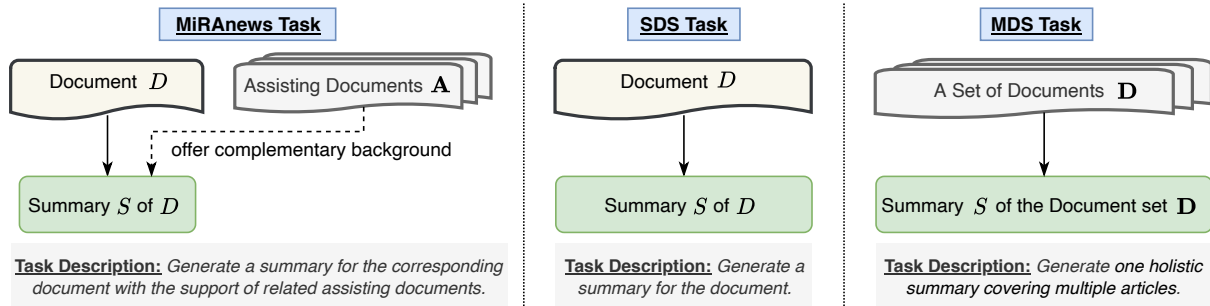 MiRAnews Task
Document D
Assisting Documents A
offer complementary background
Summary S of D
Task Description: Generate a summary for the corresponding
document with the support of related assisting documents.
SDS Task
Document D
Summary S of D
Task Description: Generate a
summary for the document.
MDS Task
A Set of Documents D
Summary S of the Document set D
Task Description: Generate one holistic
summary covering multiple articles.